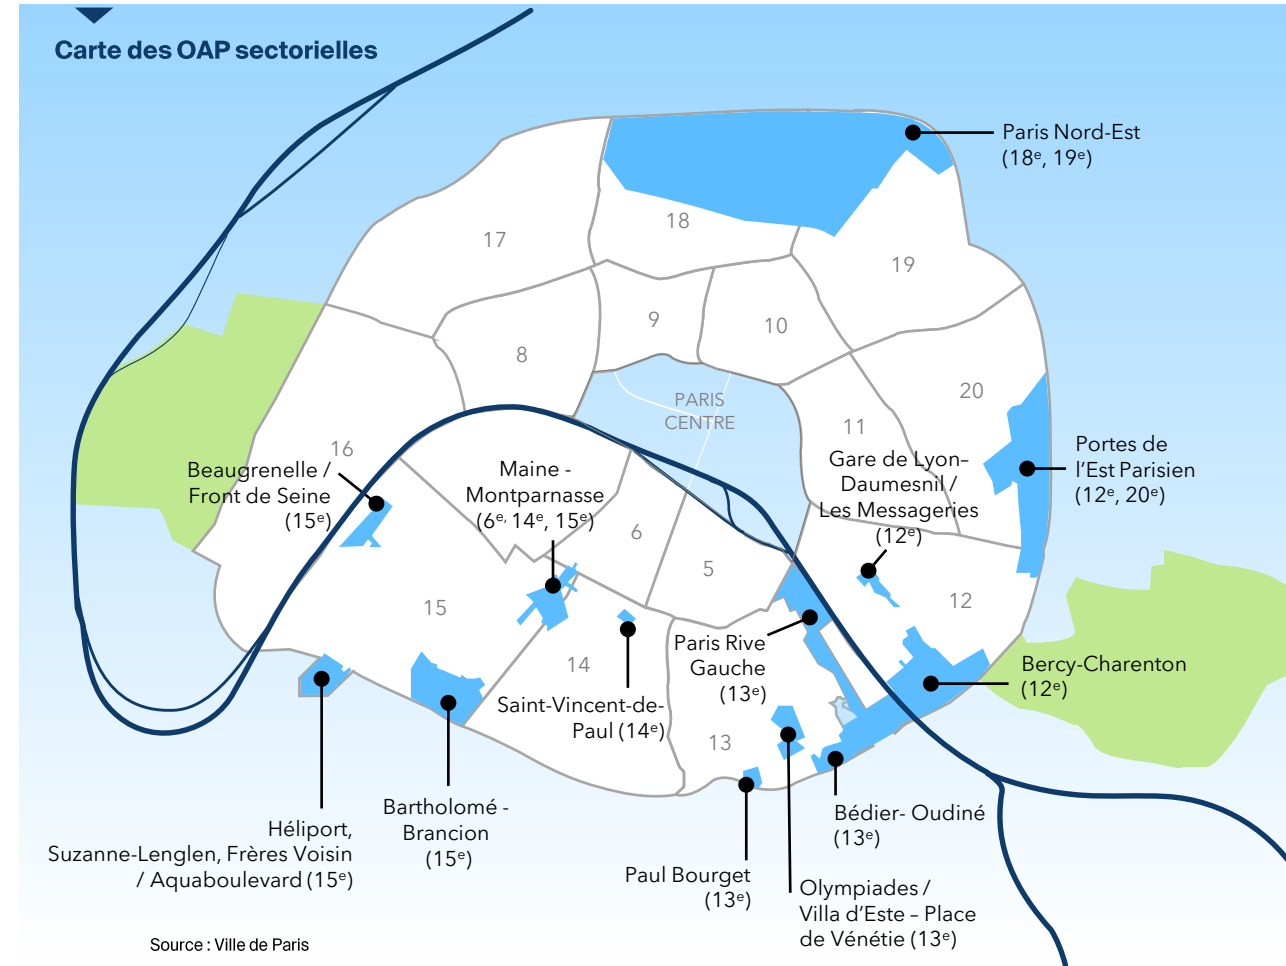 Carte des OAP sectorielles
Paris Nord-Est
(18e, 19e)
18
17
19
9
10
8
20
PARIS
CENTRE
11
16
Portes de
l'Est Parisien
(12e, 20e)
Beaugrenelle /
Front de Seine
(15e)
Maine -
Montparnasse
(6e, 14e, 15e)
Gare de Lyon–
Daumesnil /
Les Messageries
(12e)
6
5
15
12
14
Paris Rive
Gauche
(13e)
Bercy-Charenton
(12e)
Saint-Vincent-de-
Paul (14e)
13
Bartholomé -
Brancion
(15e)
Bédier- Oudiné
(13e)
Héliport,
Suzanne-Lenglen, Frères Voisin
/ Aquaboulevard (15e)
Paul Bourget
(13e)
Olympiades /
Villa d'Este – Place
de Vénétie (13e)
Source : Ville de Paris